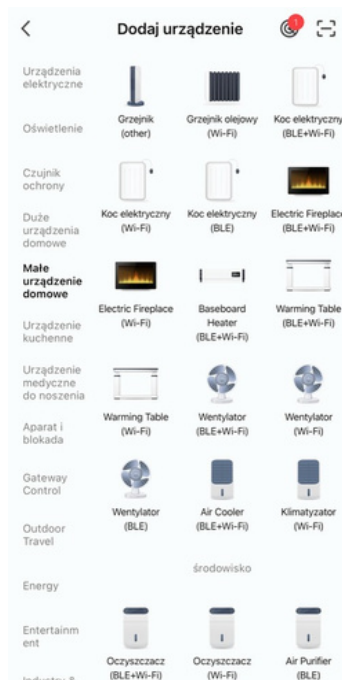 Dodaj urządzenie
1
Urządzenia
elektryczne
Oświetlenie
Czujnik
ochrony
Duże
urządzenia
domowe
Małe
urządzenie
domowe
Urządzenie
kuchenne
Urządzenie
medyczne
do noszenia
Aparat i
blokada
Gateway
Control
Outdoor
Travel
Energy
Entertainm
ent
Industry &
Grzejnik
(other)
Grzejnik olejowy
(Wi-Fi)
Koc elektryczny
(BLE+Wi-Fi)
Koc elektryczny
(Wi-Fi)
Koc elektryczny
(BLE)
Electric Fireplace
(BLE+Wi-Fi)
Electric Fireplace
(Wi-Fi)
Baseboard
Heater
(BLE+Wi-Fi)
Warming Table
(BLE+Wi-Fi)
Warming Table
(Wi-Fi)
Wentylator
(BLE+Wi-Fi)
Wentylator
(Wi-Fi)
Wentylator
(BLE)
Air Cooler
(BLE+Wi-Fi)
Klimatyzator
(Wi-Fi)
środowisko
Oczyszczacz
(BLE+Wi-Fi)
Oczyszczacz
(Wi-Fi)
Air Purifier
(BLE)